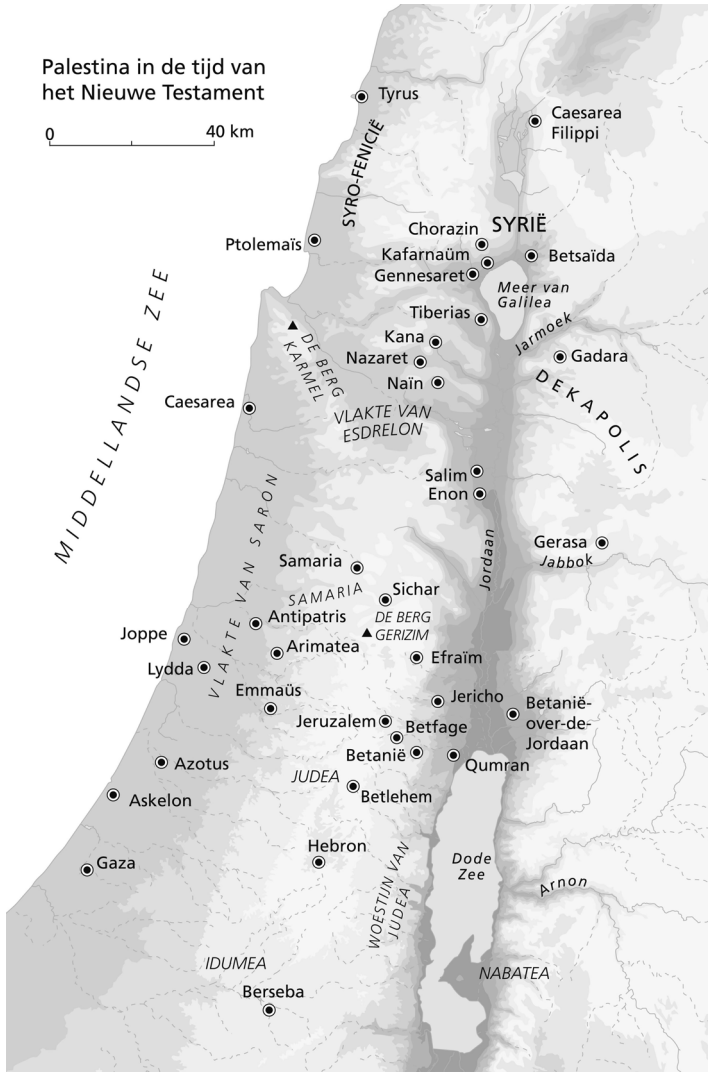 Palestina in de tijd van
het Nieuwe Testament
0
40 km
Tyrus
Caesarea
Filippi
SYRO-FENICIË
SYRIË
Chorazin
Ptolemaïs
Kafarnaüm
Betsaïda
Gennesaret
Meer van
Galilea
MIDDELLANDSE ZEE
Tiberias
Jarmoek
Kana
DE BERG
KARMEL
Nazaret
Gadara
Naïn
DEKAPOLIS
Caesarea
VLAKTE VAN
ESDRELON
Salim
Enon
VLAKTE VAN SARON
Jordaan
Gerasa
Jabbok
Samaria
SAMARIA
Sichar
Antipatris
DE BERG
GERIZIM
Joppe
Arimatea
Efraïm
Lydda
Emmaüs
Jericho
Betanië-
over-de-
Jordaan
Jeruzalem
Betfage
Betanië
Qumran
Azotus
JUDEA
Betlehem
Askelon
Hebron
Gaza
WOESTIJN VAN
JUDEA
Dode
Zee
Arnon
IDUMEA
NABATEA
Berseba